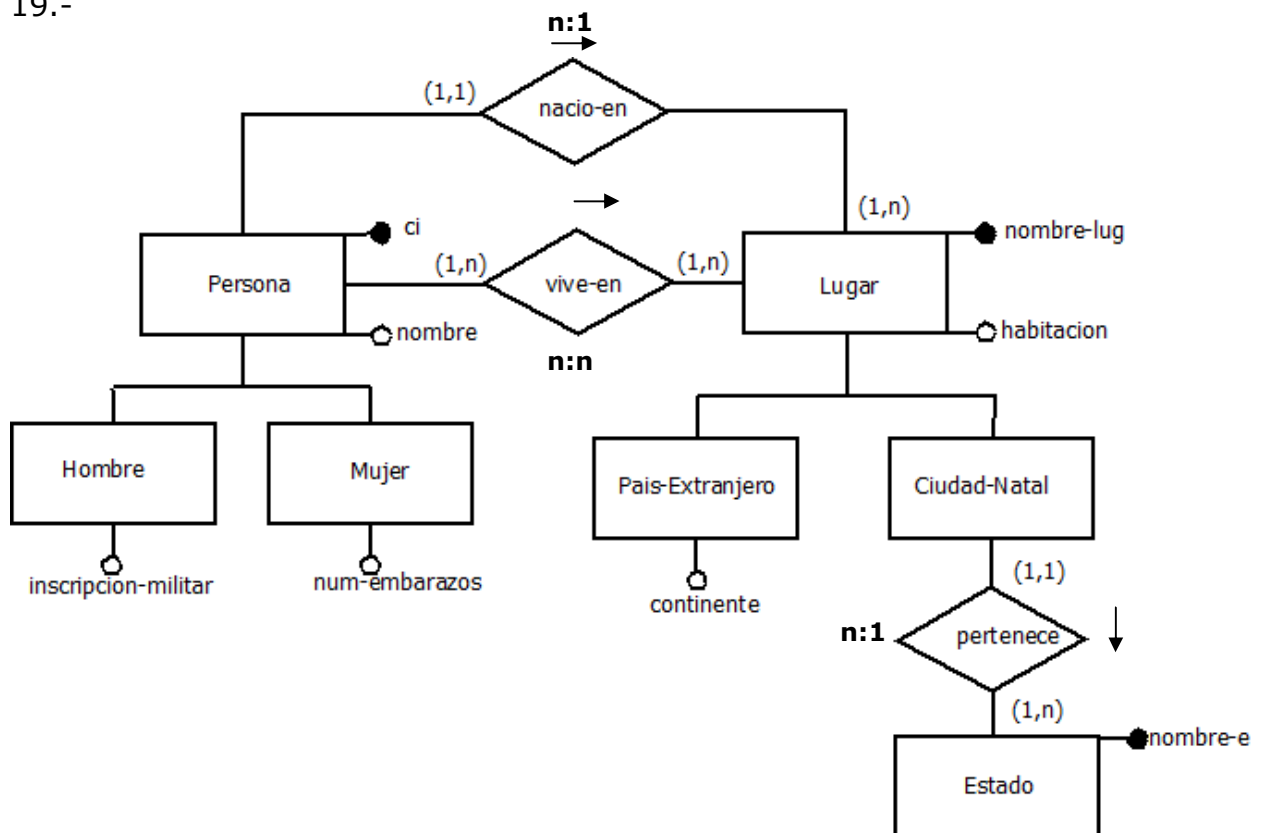 19.-
n:1
(1,1)
nacio-en
(1,n)
ci
nombre-lug
(1,n)
(1,n)
Persona
vive-en
Lugar
nombre
habitacion
n:n
Hombre
Mujer
Pais-Extranjero
Ciudad-Natal
inscripcion-militar
num-embarazos
continente
(1,1)
n:1
pertenece
(1,n)
nombre-e
Estado